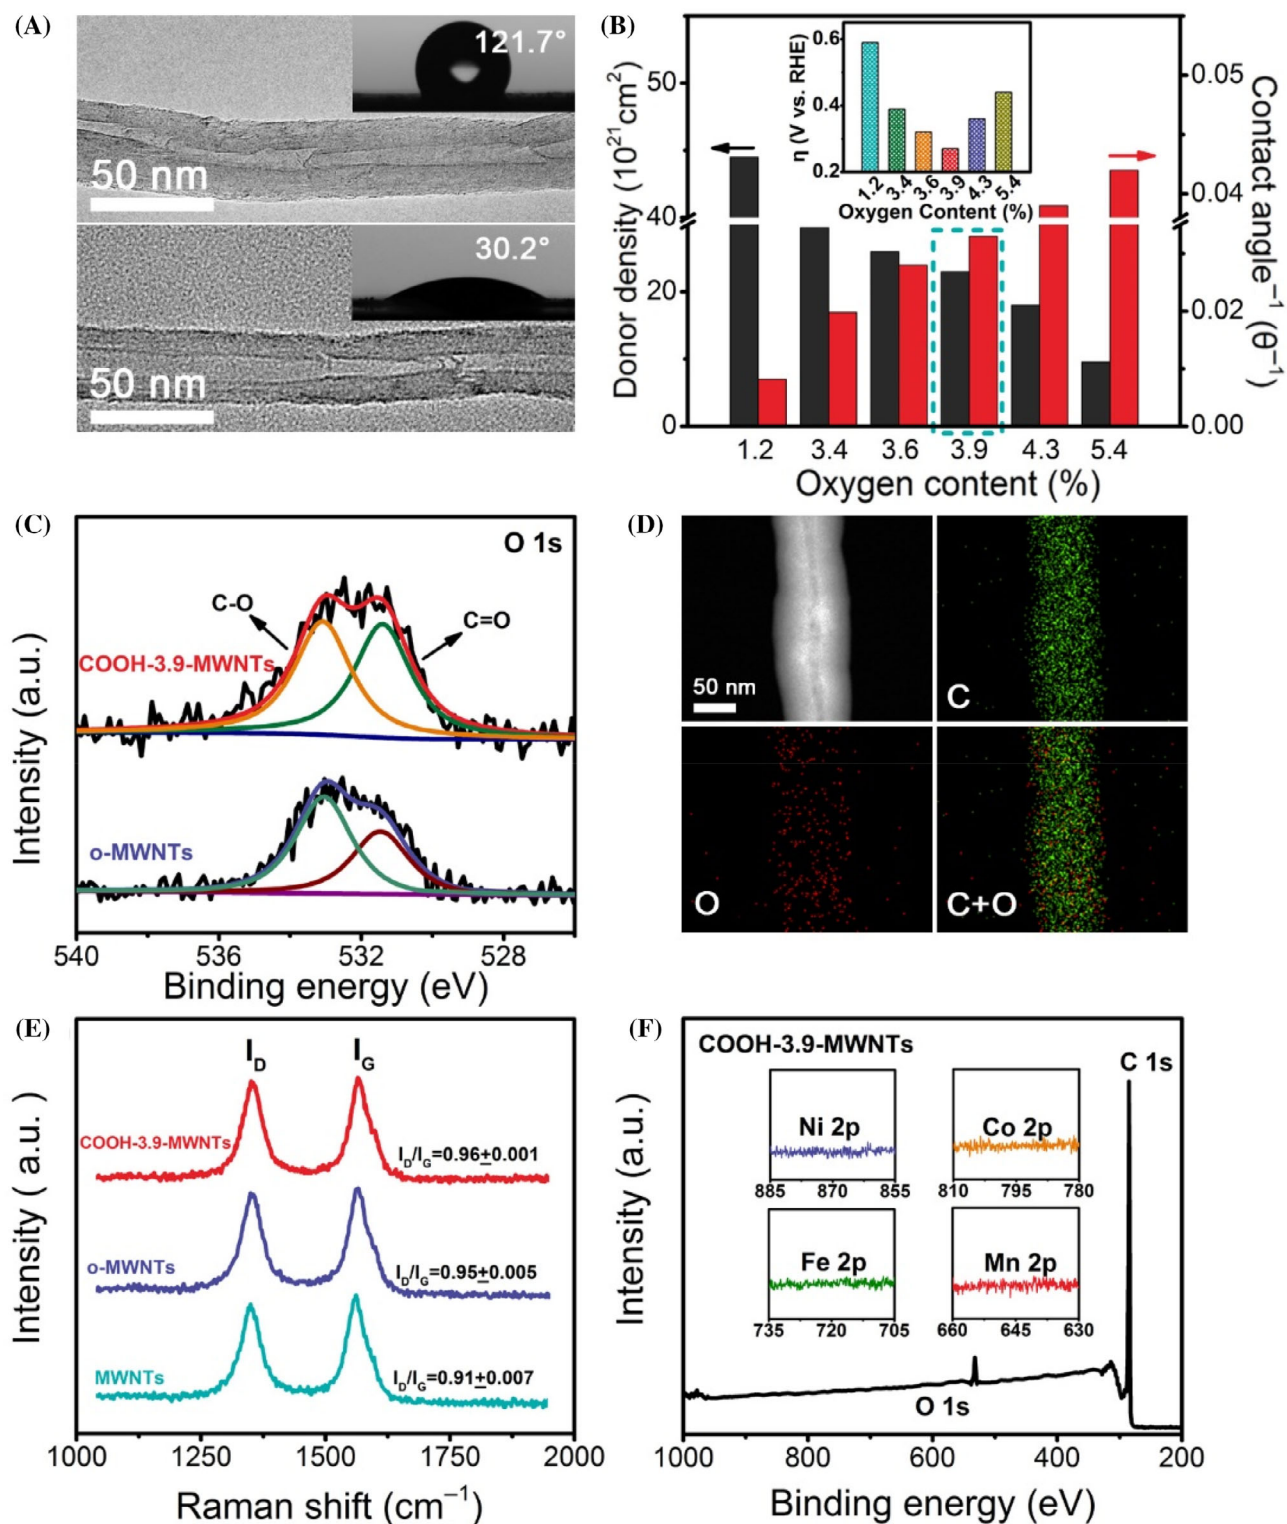 (A)
121.7°
50 nm
30.2°
50 nm
(B)
Donor density (10²¹cm²)
50
40
20
0
η (V vs. RHE)
0.6
0.4
0.2
1.2 3.4 3.6 3.9 4.3 5.4
Oxygen Content (%)
0.05
0.04
0.02
0.00
Contact angle⁻¹ (θ⁻¹)
1.2 3.4 3.6 3.9 4.3 5.4
Oxygen content (%)
(C)
O 1s
C-O
C=O
COOH-3.9-MWNTs
o-MWNTs
Intensity (a.u.)
540 536 532 528
Binding energy (eV)
(D)
50 nm
C
O
C+O
(E)
I_D I_G
COOH-3.9-MWNTs
I_D/I_G=0.96±0.001
o-MWNTs
I_D/I_G=0.95±0.005
MWNTs
I_D/I_G=0.91±0.007
Intensity ( a.u.)
1000 1250 1500 1750 2000
Raman shift (cm⁻¹)
(F)
COOH-3.9-MWNTs
C 1s
Ni 2p
885 870 855
Co 2p
810 795 780
Fe 2p
735 720 705
Mn 2p
660 645 630
O 1s
Intensity (a.u.)
1000 800 600 400 200
Binding energy (eV)